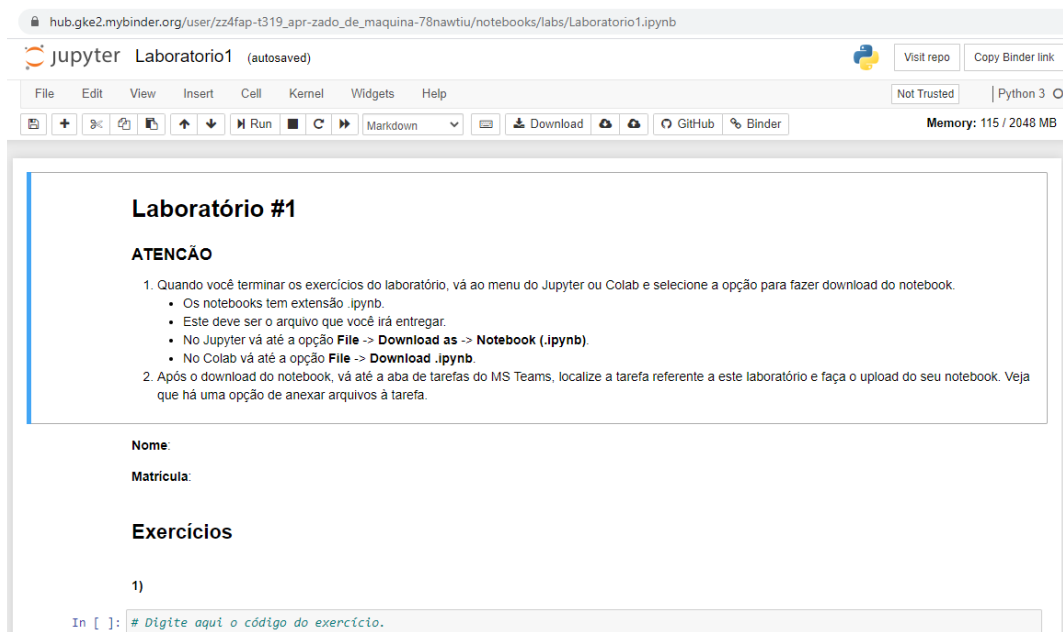 hub.gke2.mybinder.org/user/zz4fap-t319_apr-zado_de_maquina-78nawtiu/notebooks/labs/Laboratorio1.ipynb
jupyter Laboratorio1 (autosaved)
Visit repo Copy Binder link
File Edit View Insert Cell Kernel Widgets Help
Not Trusted Python 3
Run Markdown Download GitHub Binder Memory: 115 / 2048 MB
Laboratório #1
ATENCÃO
1. Quando você terminar os exercícios do laboratório, vá ao menu do Jupyter ou Colab e selecione a opção para fazer download do notebook.
• Os notebooks tem extensão .ipynb.
• Este deve ser o arquivo que você irá entregar.
• No Jupyter vá até a opção File -> Download as -> Notebook (.ipynb).
• No Colab vá até a opção File -> Download .ipynb.
2. Após o download do notebook, vá até a aba de tarefas do MS Teams, localize a tarefa referente a este laboratório e faça o upload do seu notebook. Veja
que há uma opção de anexar arquivos à tarefa.
Nome:
Matrícula:
Exercícios
1)
In [ ]: # Digite aqui o código do exercício.